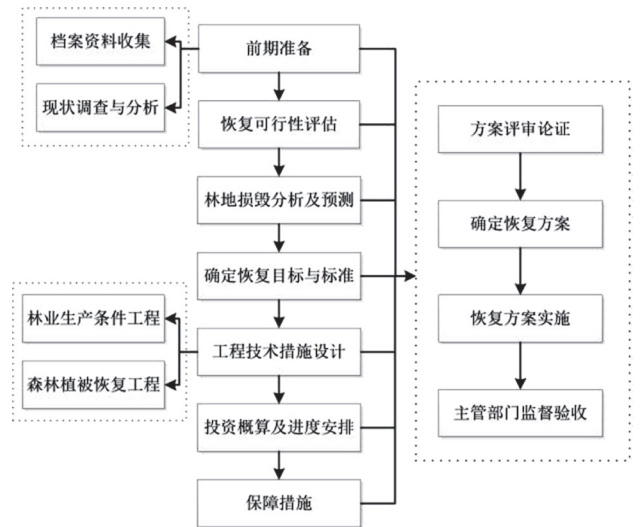 档案资料收集
现状调查与分析
前期准备
恢复可行性评估
林地损毁分析及预测
确定恢复目标与标准
林业生产条件工程
森林植被恢复工程
工程技术措施设计
投资概算及进度安排
保障措施
方案评审论证
确定恢复方案
恢复方案实施
主管部门监督验收